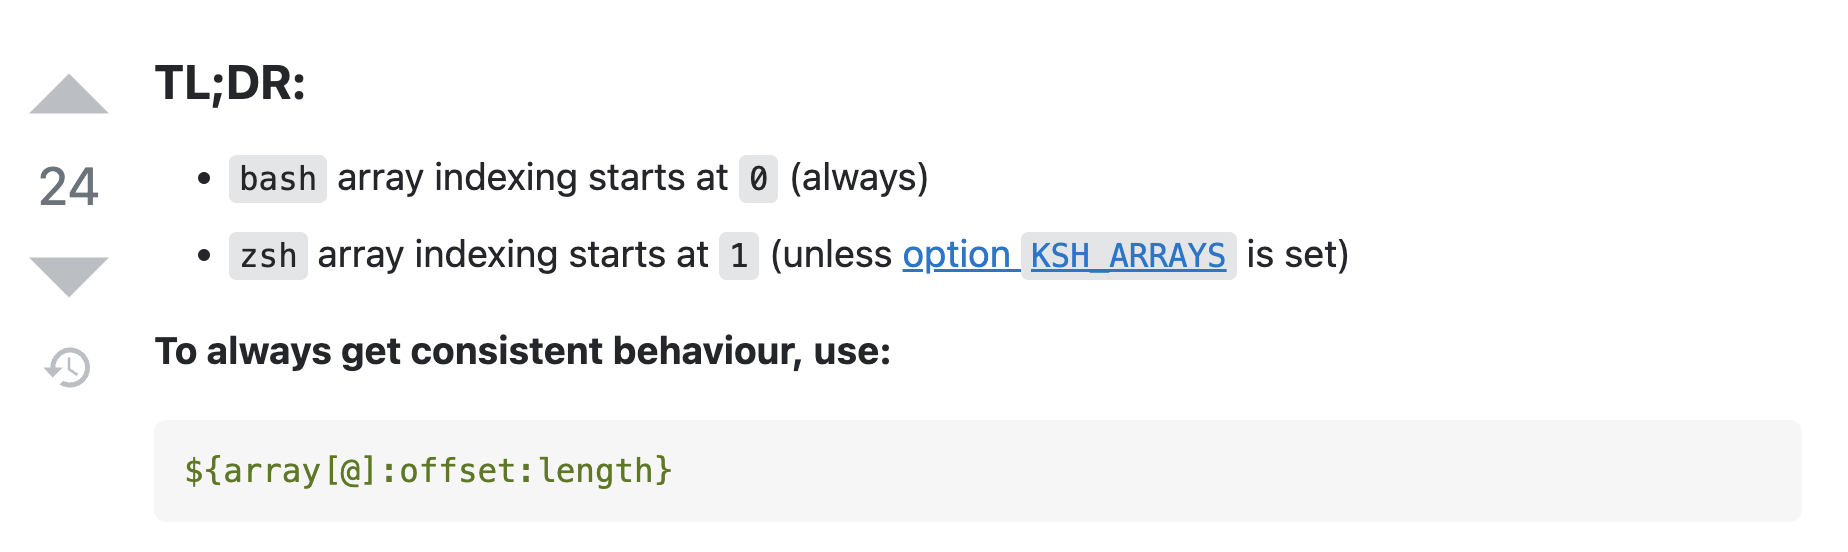 TL;DR:
24
• bash array indexing starts at 0 (always)
• zsh array indexing starts at 1 (unless option KSH_ARRAYS is set)
To always get consistent behaviour, use:
${array[@]:offset:length}